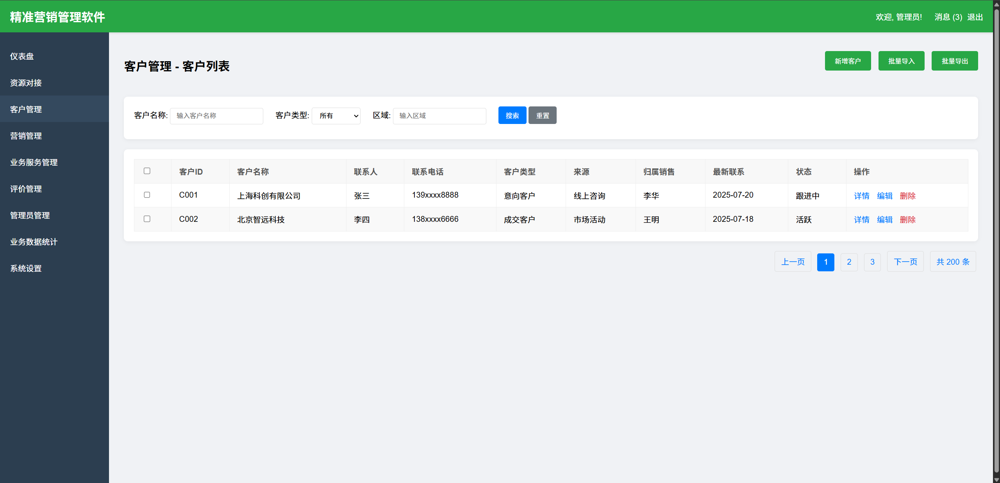 精准营销管理软件
欢迎, 管理员! 消息 (3) 退出
仪表盘
资源对接
客户管理
营销管理
业务服务管理
评价管理
管理员管理
业务数据统计
系统设置
客户管理 - 客户列表
新增客户 批量导入 批量导出
客户名称: 输入客户名称 客户类型: 所有 区域: 输入区域 搜索 重置
客户ID 客户名称 联系人 联系电话 客户类型 来源 归属销售 最新联系 状态 操作
C001 上海科创有限公司 张三 139xxxx8888 意向客户 线上咨询 李华 2025-07-20 跟进中 详情 编辑 删除
C002 北京智远科技 李四 138xxxx6666 成交客户 市场活动 王明 2025-07-18 活跃 详情 编辑 删除
上一页 1 2 3 下一页 共 200 条